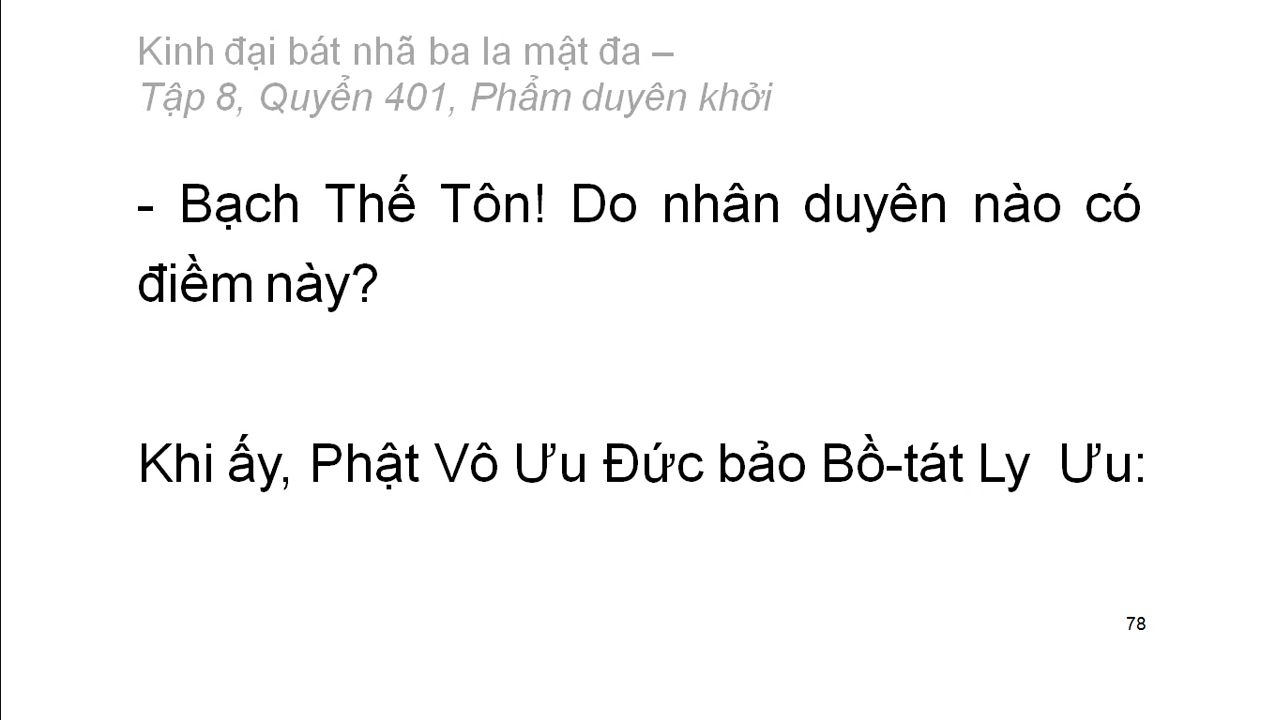 Kinh đại bát nhã ba la mật đa –
Tập 8, Quyển 401, Phẩm duyên khởi
- Bạch Thế Tôn! Do nhân duyên nào có
điềm này?
Khi ấy, Phật Vô Ưu Đức bảo Bồ-tát Ly Ưu:
78